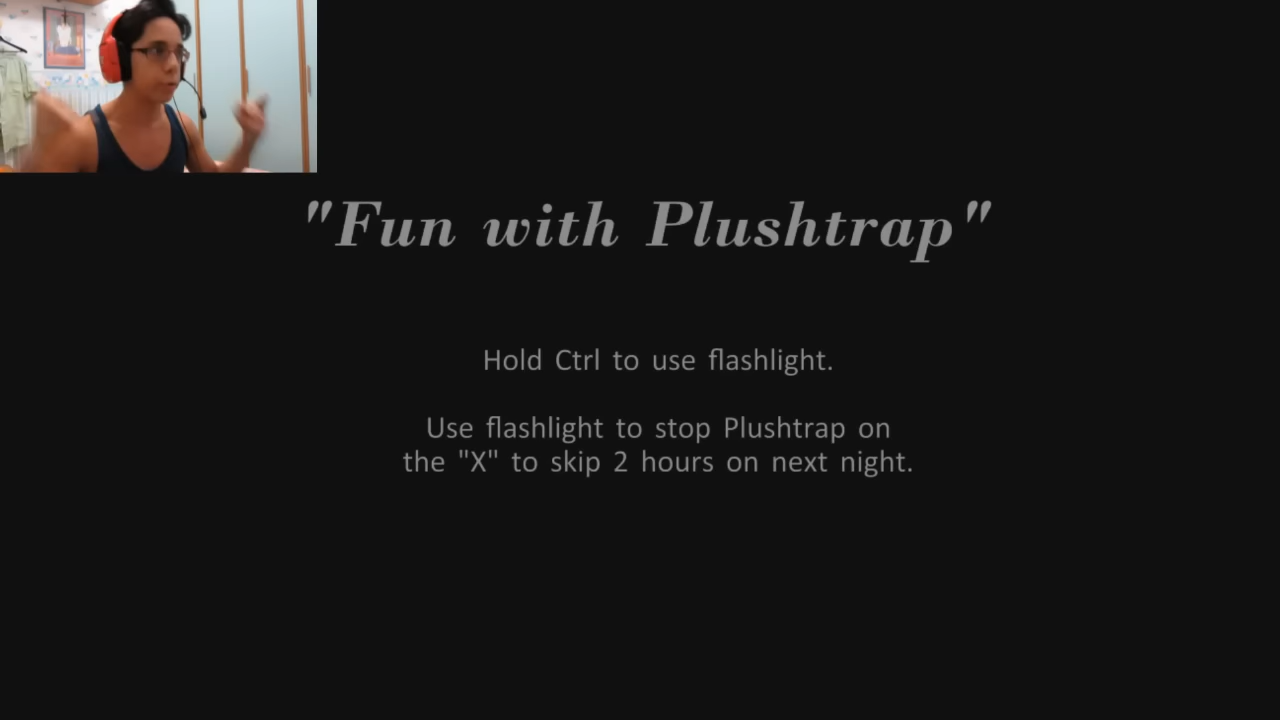 "Fun with Plushtrap"
Hold Ctrl to use flashlight.
Use flashlight to stop Plushtrap on
the "X" to skip 2 hours on next night.